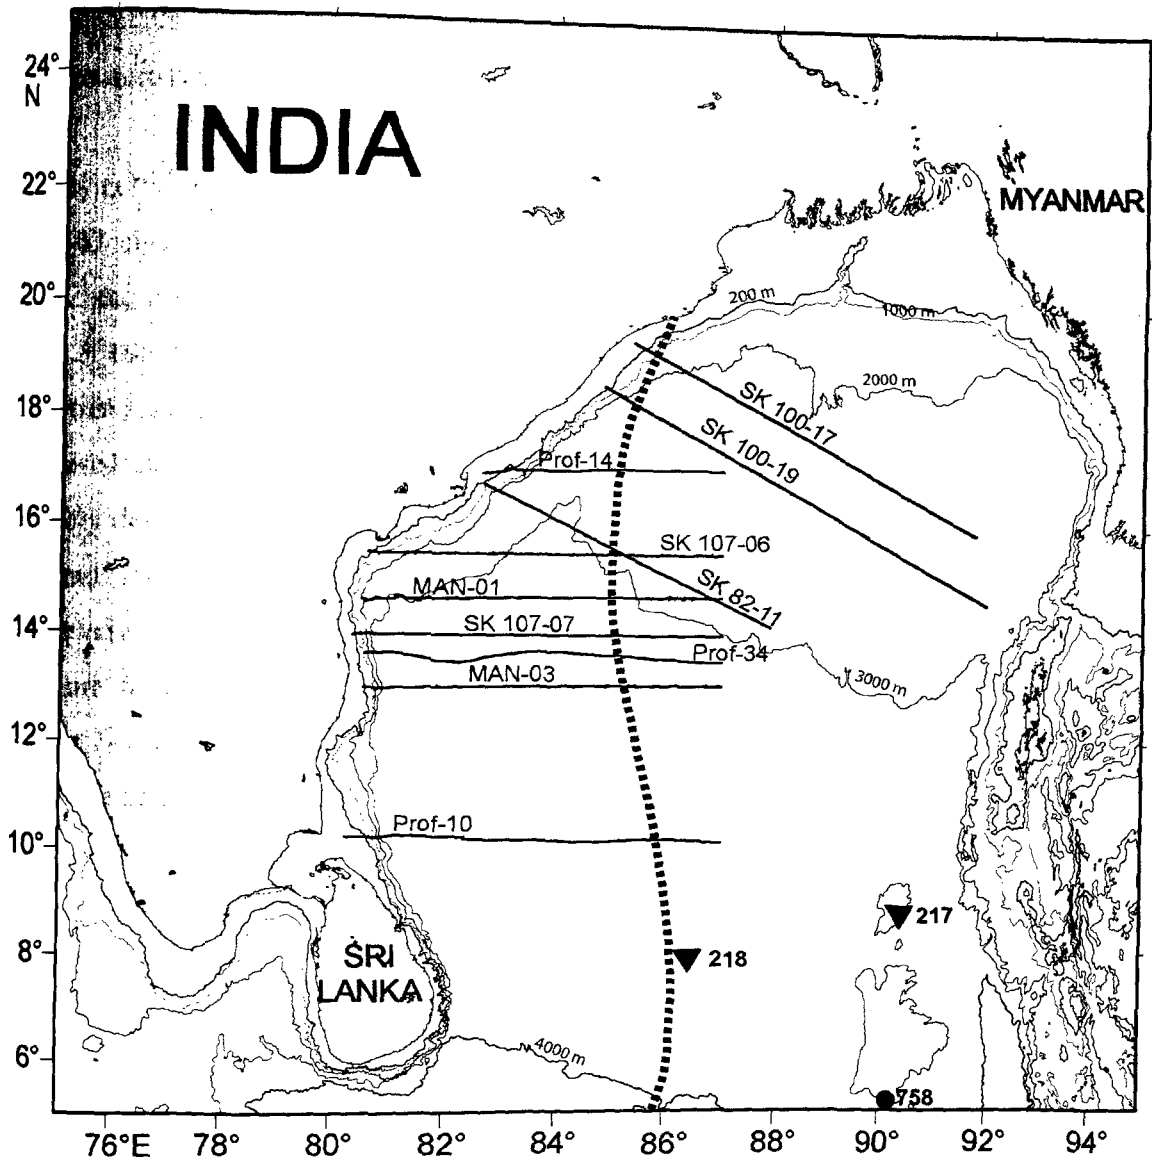 24°
N
INDIA
22°
MYANMAR
20°
200 m
1000 m
2000 m
18°
SK 100-17
SK 100-19
Prof-14
16°
SK 107-06
SK 82-11
MAN-01
14°
SK 107-07
Prof-34
MAN-03
3000 m
12°
10°
Prof-10
217
8°
SRI
LANKA
218
6°
4000 m
758
76°E
78°
80°
82°
84°
86°
88°
90°
92°
94°